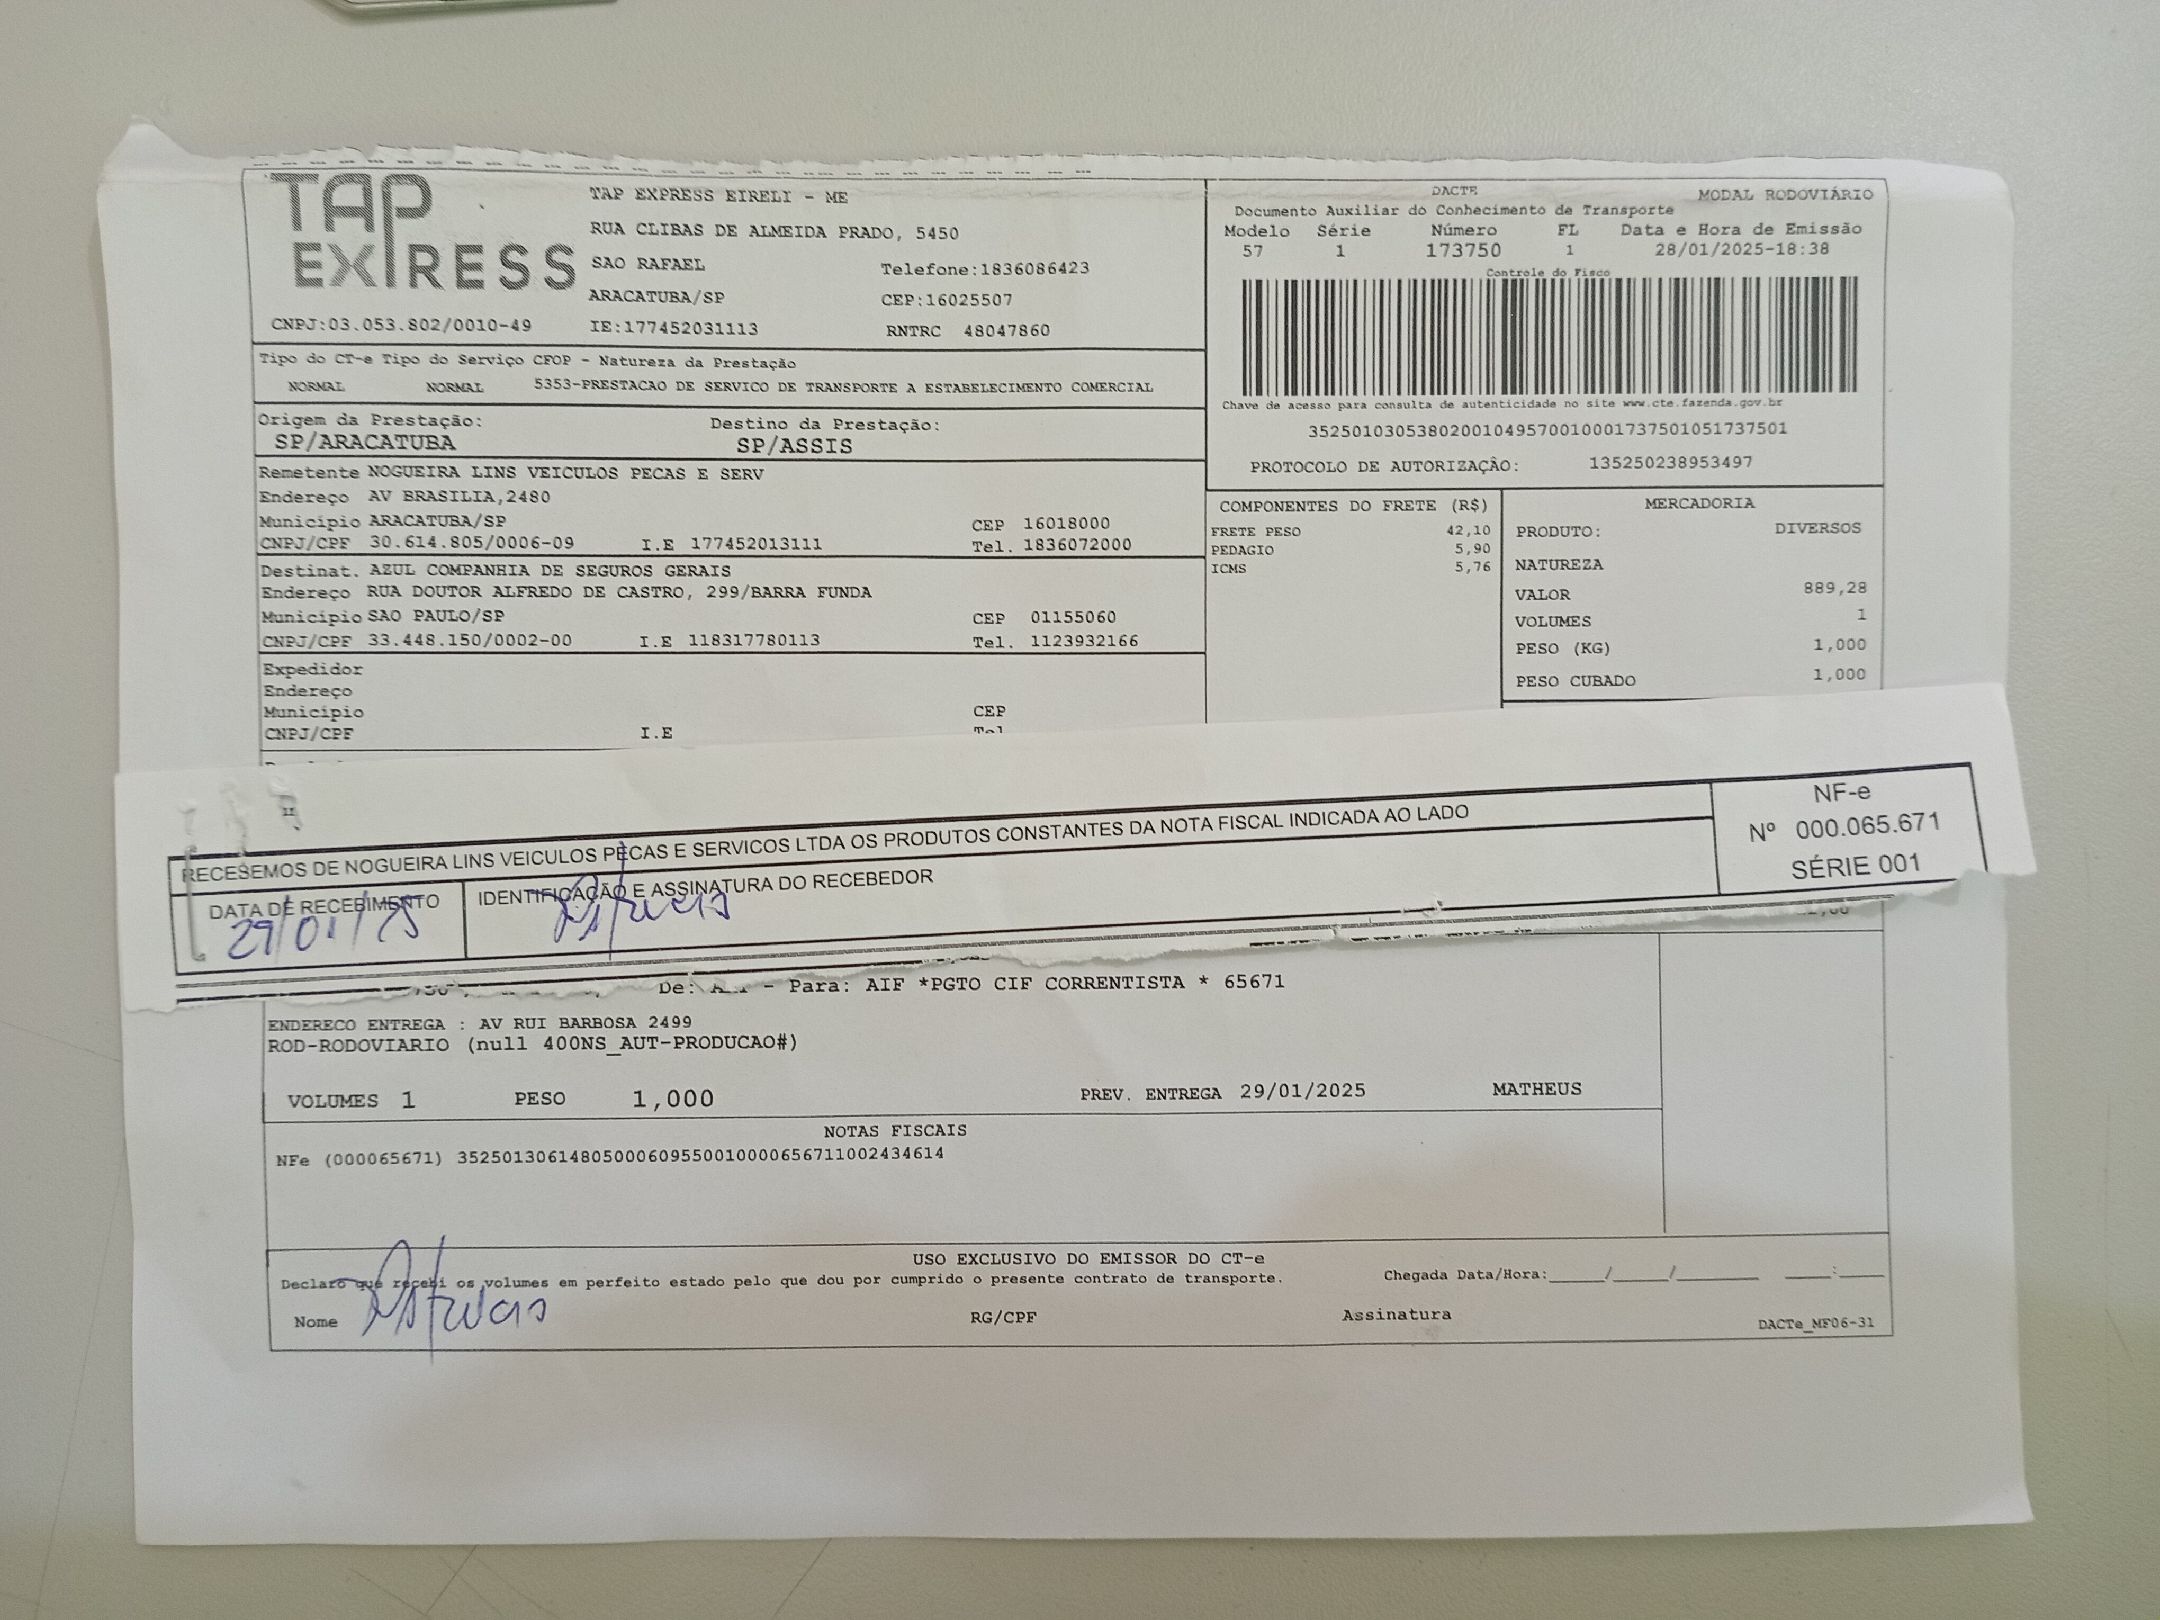 TAP EXPRESS
TAP EXPRESS EIRELI - ME
RUA CLIBAS DE ALMEIDA PRADO, 5450
SAO RAFAEL Telefone:1836086423
ARACATUBA/SP CEP:16025507
CNPJ:03.053.802/0010-49 IE:177452031113 RNTRC 48047860
DACTE MODAL RODOVIÁRIO
Documento Auxiliar do Conhecimento de Transporte
Modelo Série Número FL Data e Hora de Emissão
57 1 173750 1 28/01/2025-18:38
Controle do Fisco
Chave de acesso para consulta de autenticidade no site www.cte.fazenda.gov.br
35250103053802001049570010001737501051737501
PROTOCOLO DE AUTORIZAÇÃO: 135250238953497
Tipo do CT-e Tipo do Serviço CFOP - Natureza da Prestação
NORMAL NORMAL 5353-PRESTACAO DE SERVICO DE TRANSPORTE A ESTABELECIMENTO COMERCIAL
Origem da Prestação: Destino da Prestação:
SP/ARACATUBA SP/ASSIS
Remetente NOGUEIRA LINS VEICULOS PECAS E SERV
Endereço AV BRASILIA,2480
Município ARACATUBA/SP CEP 16018000
CNPJ/CPF 30.614.805/0006-09 I.E 177452013111 Tel. 1836072000
Destinat. AZUL COMPANHIA DE SEGUROS GERAIS
Endereço RUA DOUTOR ALFREDO DE CASTRO, 299/BARRA FUNDA
Município SAO PAULO/SP CEP 01155060
CNPJ/CPF 33.448.150/0002-00 I.E 118317780113 Tel. 1123932166
Expedidor
Endereço
Município CEP
CNPJ/CPF I.E Tel
COMPONENTES DO FRETE (R$)
FRETE PESO 42,10
PEDAGIO 5,90
ICMS 5,76
MERCADORIA
PRODUTO: DIVERSOS
NATUREZA
VALOR 889,28
VOLUMES 1
PESO (KG) 1,000
PESO CUBADO 1,000
RECEBEMOS DE NOGUEIRA LINS VEICULOS PECAS E SERVICOS LTDA OS PRODUTOS CONSTANTES DA NOTA FISCAL INDICADA AO LADO
NF-e
Nº 000.065.671
SÉRIE 001
DATA DE RECEBIMENTO IDENTIFICAÇÃO E ASSINATURA DO RECEBEDOR
29/01/25
De: - Para: AIF *PGTO CIF CORRENTISTA * 65671
ENDERECO ENTREGA : AV RUI BARBOSA 2499
ROD-RODOVIARIO (null 400NS_AUT-PRODUCAO#)
VOLUMES 1 PESO 1,000 PREV. ENTREGA 29/01/2025 MATHEUS
NOTAS FISCAIS
NFe (000065671) 35250130614805000609550010000656711002434614
USO EXCLUSIVO DO EMISSOR DO CT-e
Declaro que recebi os volumes em perfeito estado pelo que dou por cumprido o presente contrato de transporte. Chegada Data/Hora:_____/_____/_______ ____:____
Nome RG/CPF Assinatura
DACTe_MF06-31